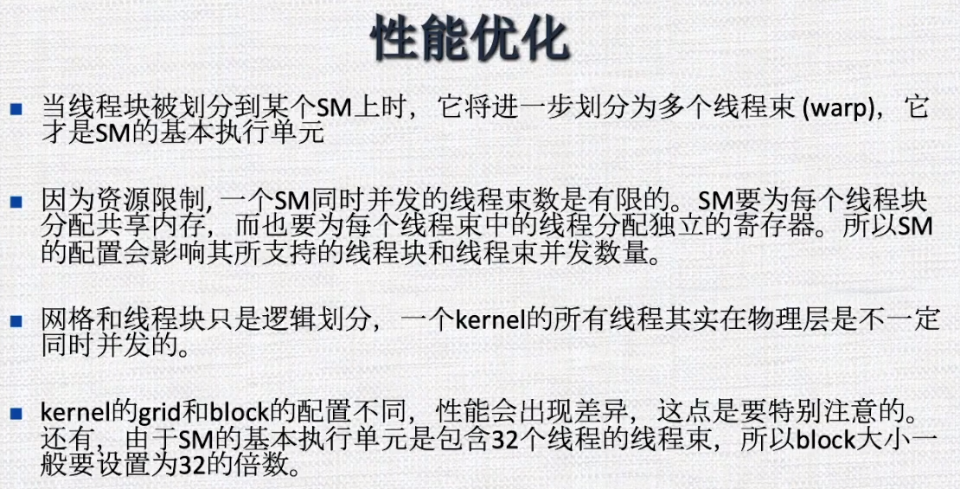 性能优化
当线程块被划分到某个SM上时，它将进一步划分为多个线程束 (warp)，它
才是SM的基本执行单元
因为资源限制, 一个SM同时并发的线程束数是有限的。SM要为每个线程块
分配共享内存，而也要为每个线程束中的线程分配独立的寄存器。所以SM
的配置会影响其所支持的线程块和线程束并发数量。
网格和线程块只是逻辑划分，一个kernel的所有线程其实在物理层是不一定
同时并发的。
kernel的grid和block的配置不同，性能会出现差异，这点是要特别注意的。
还有，由于SM的基本执行单元是包含32个线程的线程束，所以block大小一
般要设置为32的倍数。